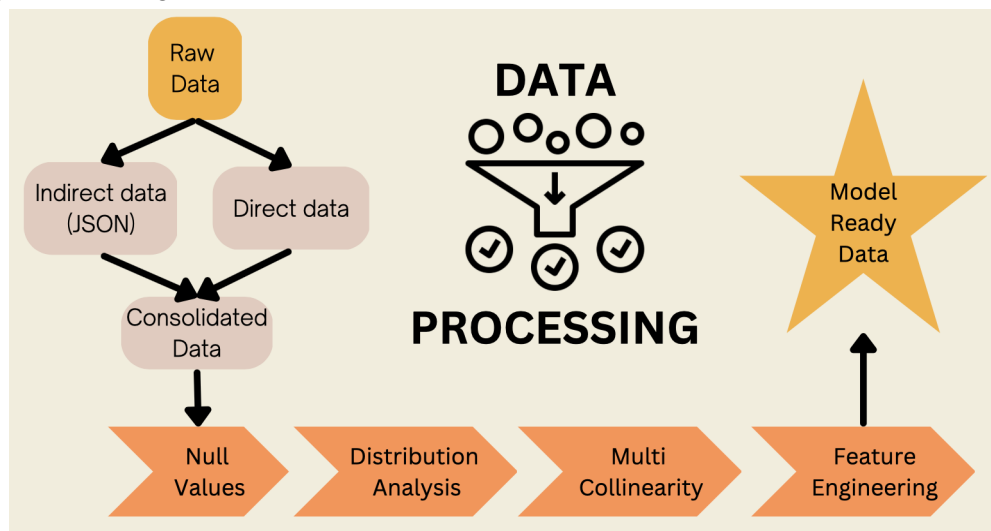 Raw
Data
Indirect data
(JSON)
Direct data
Consolidated
Data
DATA
PROCESSING
Null
Values
Distribution
Analysis
Multi
Collinearity
Feature
Engineering
Model
Ready
Data